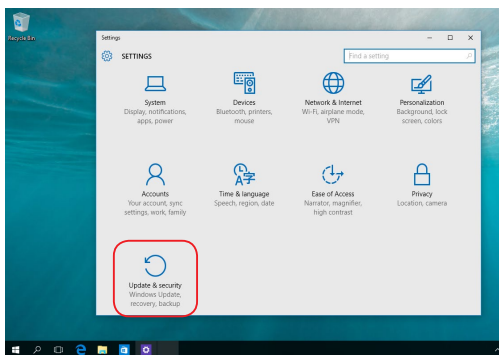 Recycle Bin
Settings
SETTINGS
Find a setting
System
Display, notifications,
apps, power
Devices
Bluetooth, printers,
mouse
Network & Internet
Wi-Fi, airplane mode,
VPN
Personalization
Background, lock
screen, colors
Accounts
Your account, sync
settings, work, family
Time & language
Speech, region, date
Ease of Access
Narrator, magnifier,
high contrast
Privacy
Location, camera
Update & security
Windows Update,
recovery, backup